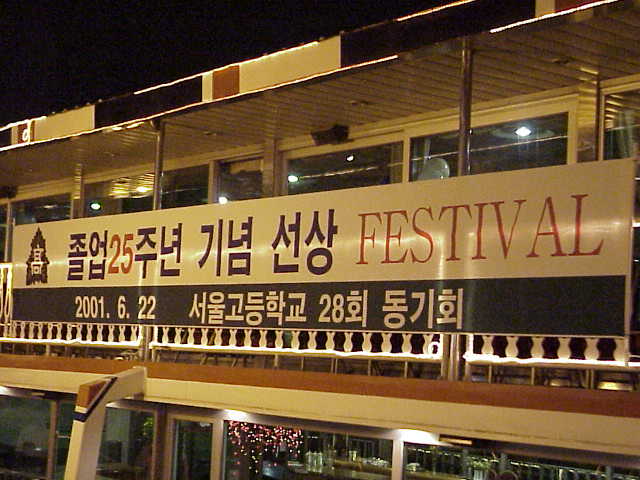 高
졸업25주년 기념 선상 FESTIVAL
2001. 6. 22 서울고등학교 28회 동기회